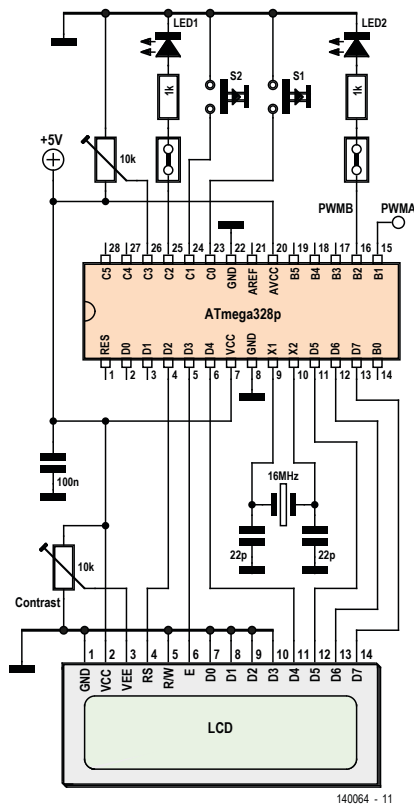 LED1
LED2
S2
S1
1k
1k
+5V
10k
PWMB
PWMA
28 27 26 25 24 23 22 21 20 19 18 17 16 15
C5 C4 C3 C2 C1 C0 GND AREF AVCC B5 B4 B3 B2 B1
ATmega328p
RES D0 D1 D2 D3 D4 VCC GND X1 X2 D5 D6 D7 B0
1 2 3 4 5 6 7 8 9 10 11 12 13 14
100n
16MHz
22p
22p
10k
Contrast
1 2 3 4 5 6 7 8 9 10 11 12 13 14
GND VCC VEE RS R/W E D0 D1 D2 D3 D4 D5 D6 D7
LCD
140064 - 11